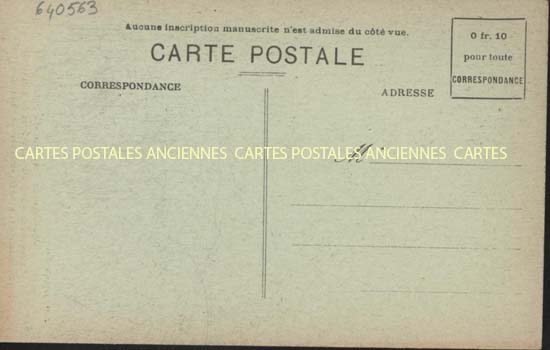 640563
Aucune inscription manuscrite n'est admise du côté vue.
CARTE POSTALE
0 fr. 10
pour toute
CORRESPONDANCE
CORRESPONDANCE
ADRESSE
M
CARTES POSTALES ANCIENNES CARTES POSTALES ANCIENNES CARTES